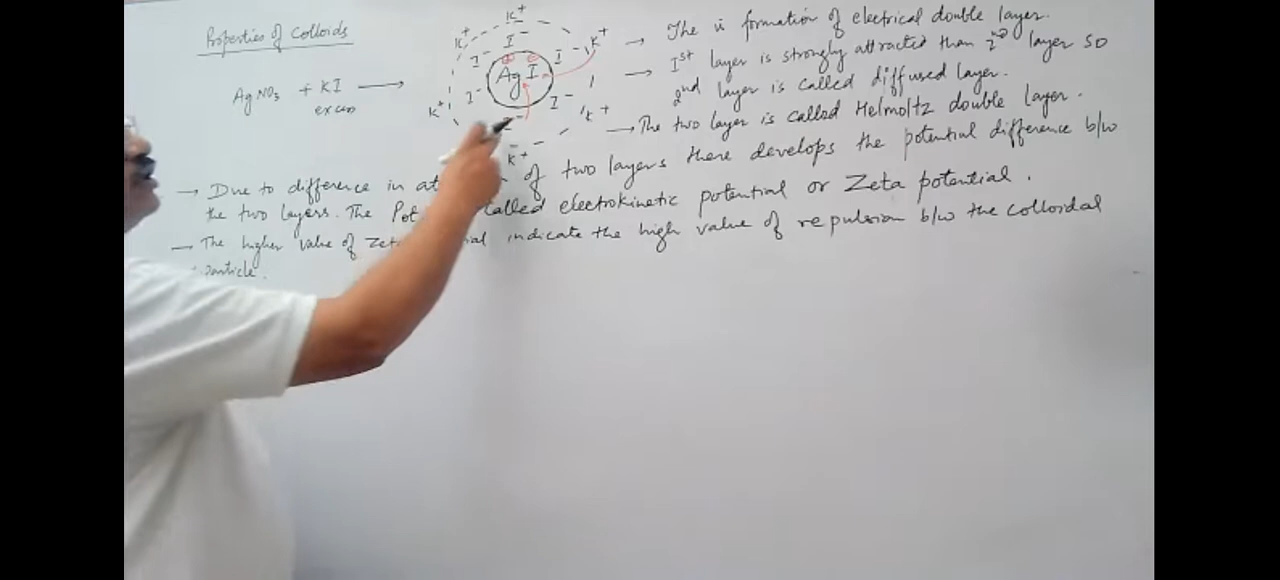 Properties of Colloids
AgNO3 + KI →
excess
K+
K+ I- K+
I- I-
Ag I
K+ I- I- K+
K+
→ The is formation of electrical double layer.
→ Ist layer is strongly attracted than 2nd layer so
2nd layer is called diffused layer.
→ The two layer is called Helmoltz double layer.
→ Due to difference in at of two layers there develops the potential difference b/w
the two layers. The Pot called electrokinetic potential or Zeta potential.
→ The higher value of Zeta ial indicate the high value of repulsion b/w the colloidal
particle.